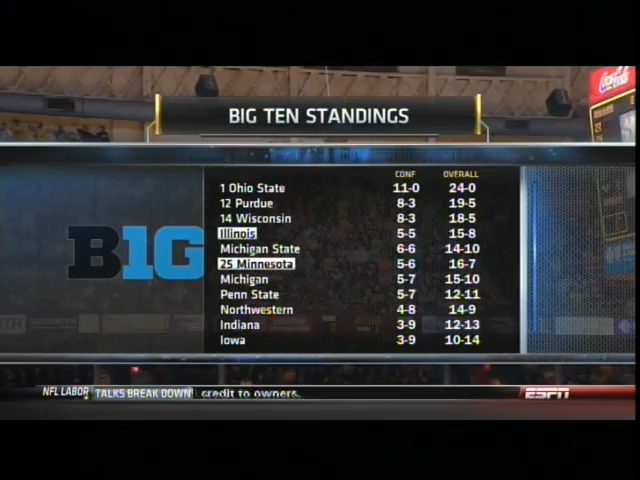 BIG TEN STANDINGS
CONF OVERALL
1 Ohio State 11-0 24-0
12 Purdue 8-3 19-5
14 Wisconsin 8-3 18-5
Illinois 5-5 15-8
Michigan State 6-6 14-10
25 Minnesota 5-6 16-7
Michigan 5-7 15-10
Penn State 5-7 12-11
Northwestern 4-8 14-9
Indiana 3-9 12-13
Iowa 3-9 10-14
B1G
Coca-Cola
NFL LABOR TALKS BREAK DOWN credit to owners. ESPN